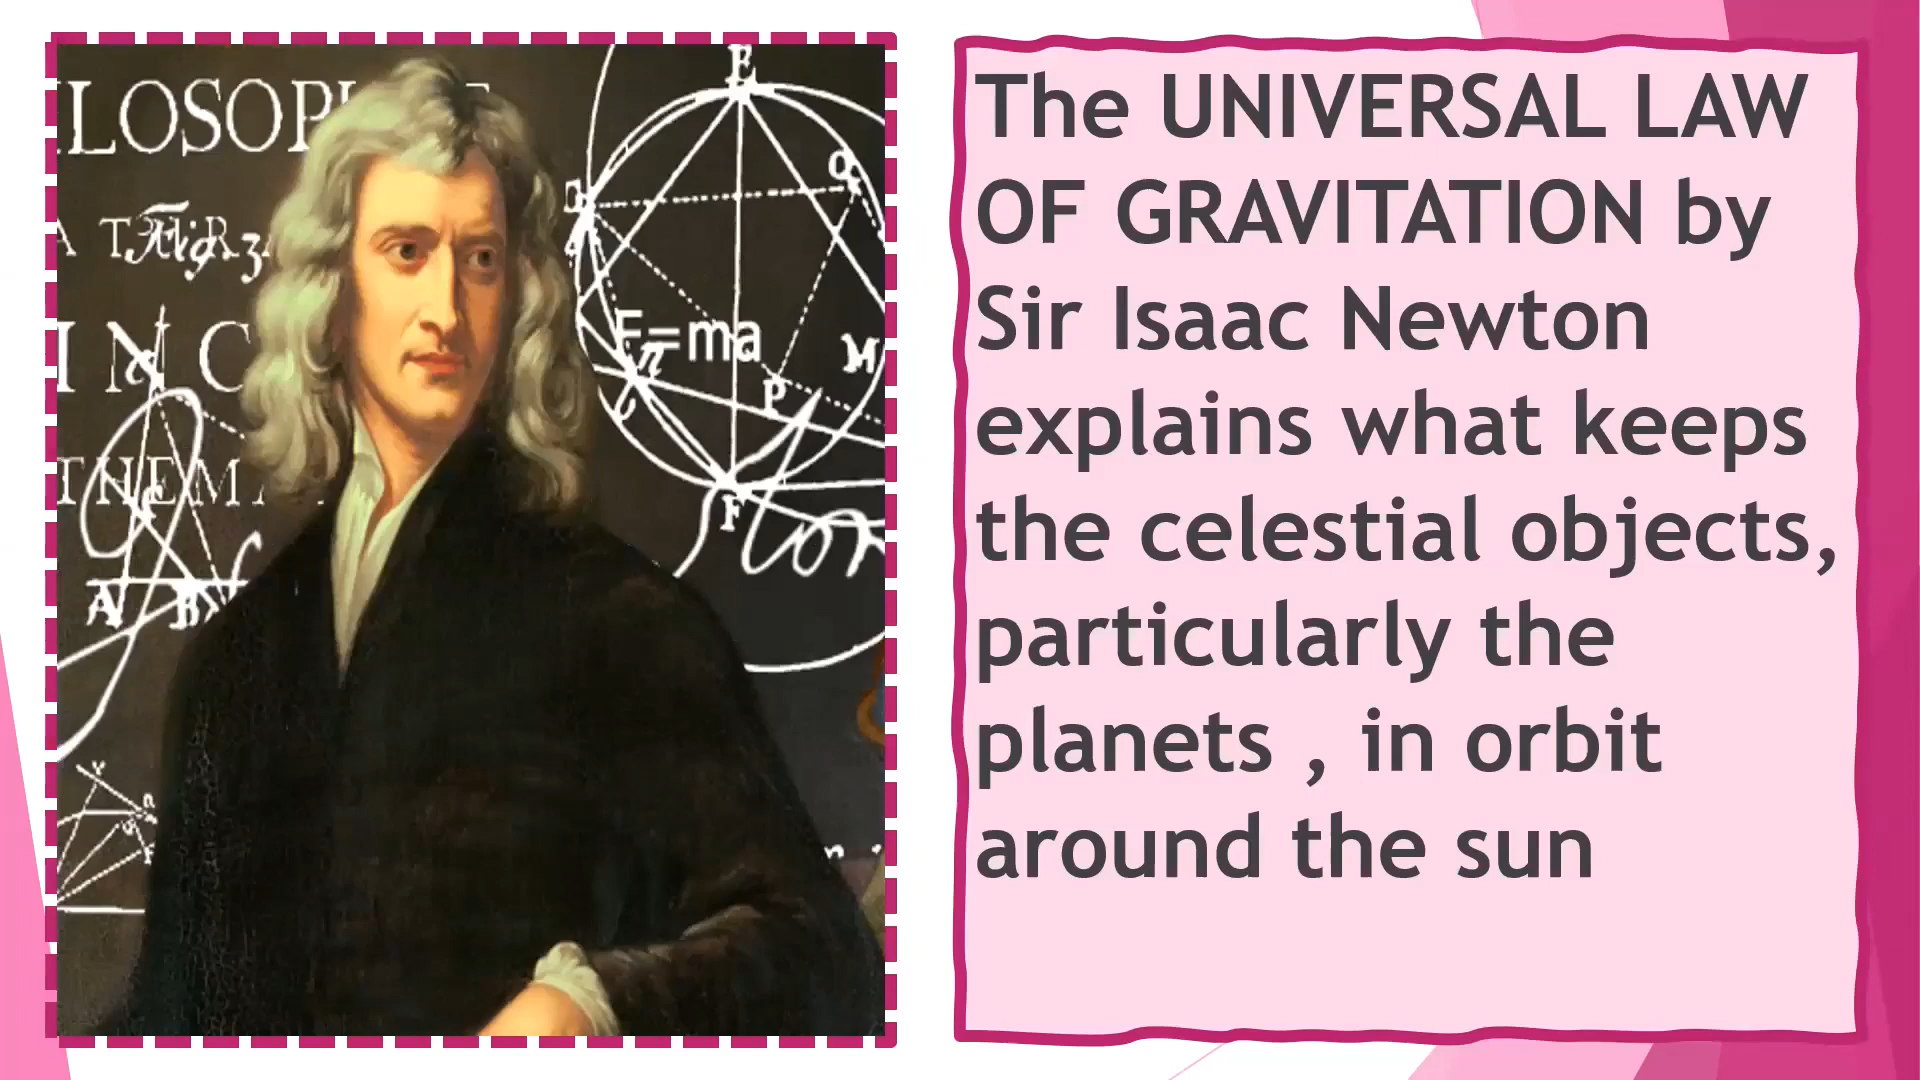 The UNIVERSAL LAW
OF GRAVITATION by
Sir Isaac Newton
explains what keeps
the celestial objects,
particularly the
planets , in orbit
around the sun
E
F=ma
M
P
F
A